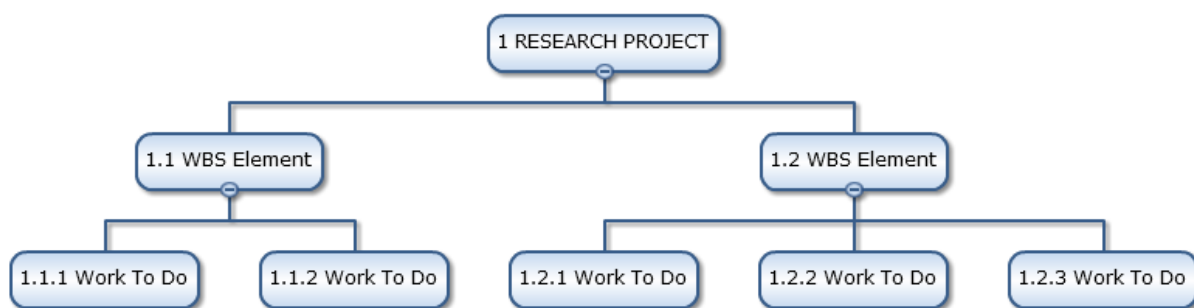 1 RESEARCH PROJECT
1.1 WBS Element
1.2 WBS Element
1.1.1 Work To Do
1.1.2 Work To Do
1.2.1 Work To Do
1.2.2 Work To Do
1.2.3 Work To Do